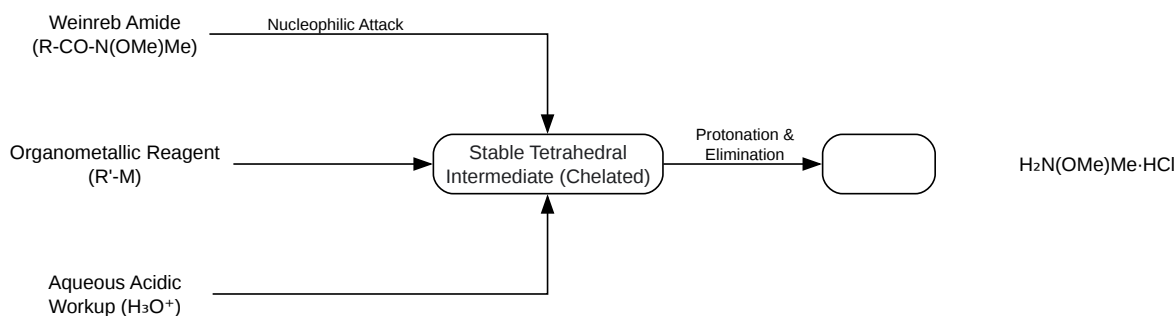 Weinreb Amide
(R-CO-N(OMe)Me)
Nucleophilic Attack
Organometallic Reagent
(R'-M)
Stable Tetrahedral
Intermediate (Chelated)
Protonation &
Elimination
H₂N(OMe)Me·HCl
Aqueous Acidic
Workup (H₃O⁺)